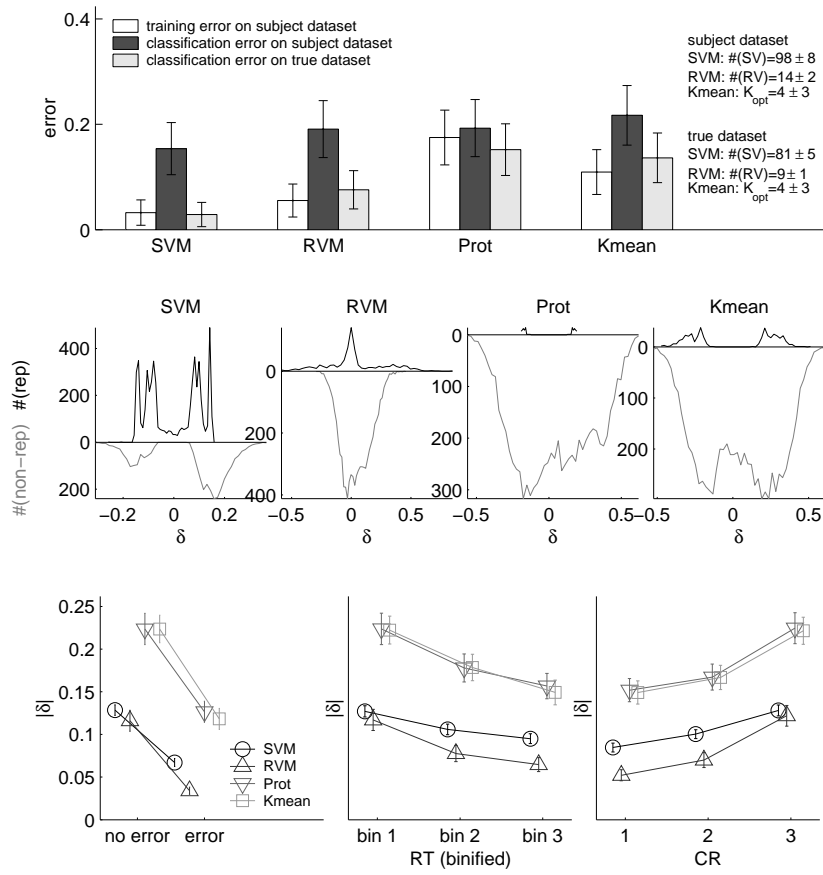 0.4
0.2
0
error
training error on subject dataset
classification error on subject dataset
classification error on true dataset
subject dataset
SVM: #(SV)=98±8
RVM: #(RV)=14±2
Kmean: K_opt=4±3
true dataset
SVM: #(SV)=81±5
RVM: #(RV)=9±1
Kmean: K_opt=4±3
SVM RVM Prot Kmean
SVM
400
200
0
200
#(non-rep) #(rep)
−0.2 0 0.2
δ
RVM
0
200
400
−0.5 0 0.5
δ
Prot
0
100
200
300
−0.5 0 0.5
δ
Kmean
0
100
200
−0.5 0 0.5
δ
0.25
0.2
0.15
0.1
0.05
0
|δ|
SVM
RVM
Prot
Kmean
no error error
|δ|
bin 1 bin 2 bin 3
RT (binified)
|δ|
1 2 3
CR